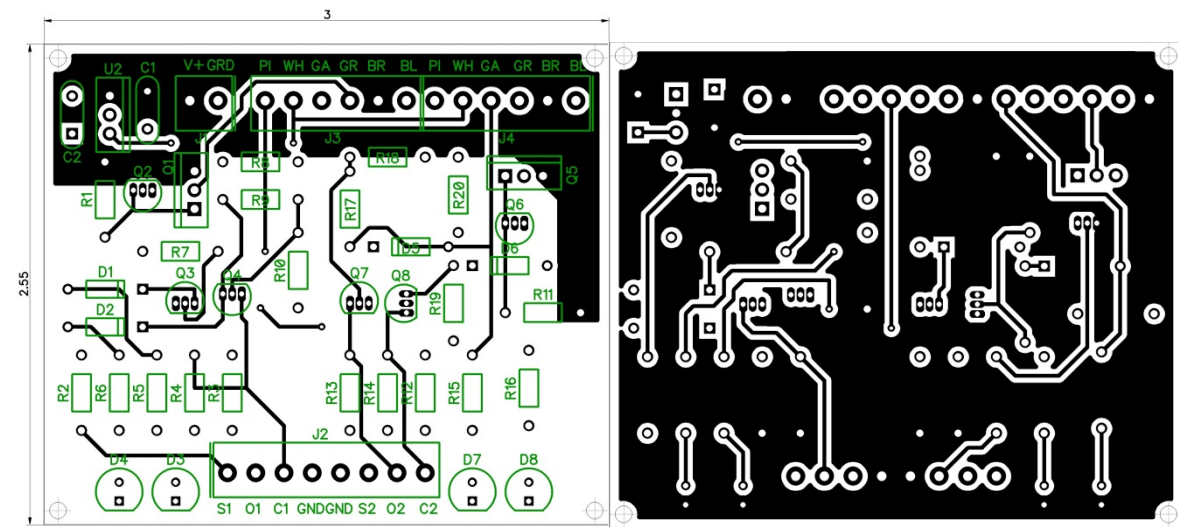 3
2.55
V+ GRD PI WH GA GR BR BL PI WH GA GR BR BL
U2 C1
C2 J1 J3 J4
Q1 Q2 R8 R18 Q5
R1 R9 R17 R20 Q6
R7 D5 D6
D1 Q3 Q4 R10 Q7 Q8 R19 R11
D2
R2 R6 R5 R4 R3 R13 R14 R12 R15 R16
J2
D4 D3 D7 D8
S1 O1 C1 GND GND S2 O2 C2